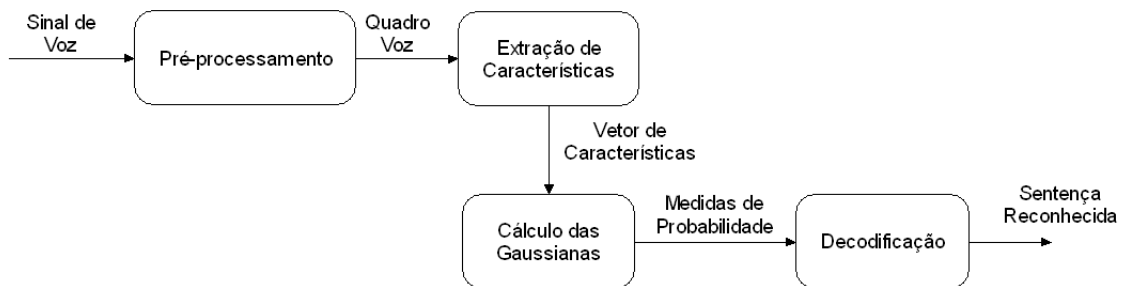 Sinal de
Voz
Pré-processamento
Quadro
Voz
Extração de
Características
Vetor de
Características
Cálculo das
Gaussianas
Medidas de
Probabilidade
Decodificação
Sentença
Reconhecida